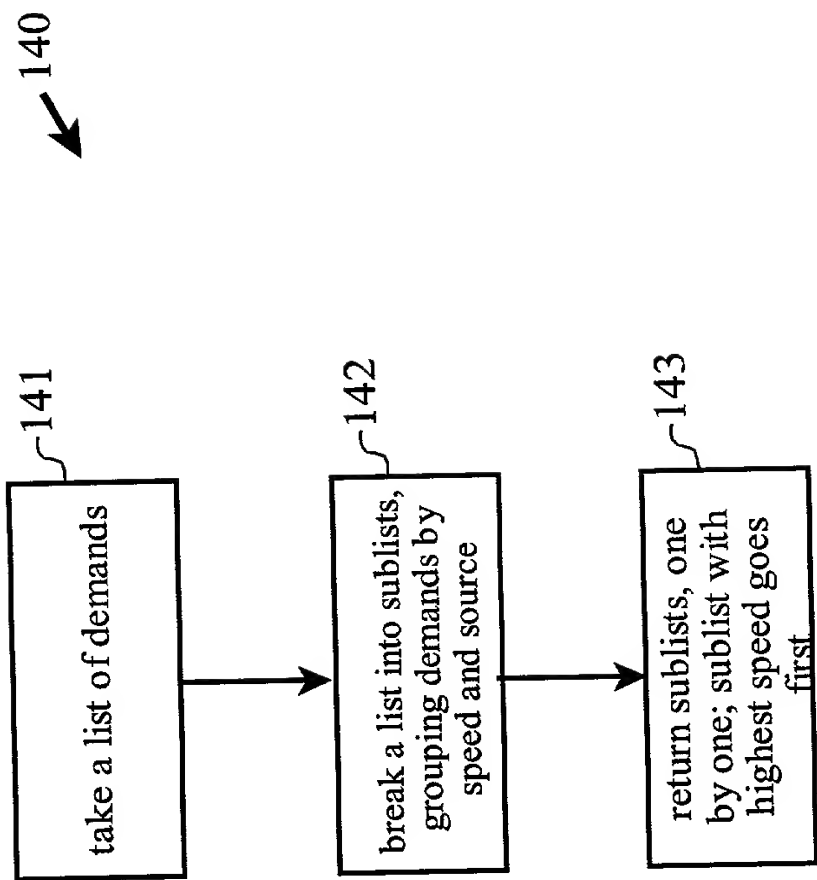 140
141
take a list of demands
142
break a list into sublists,
grouping demands by
speed and source
143
return sublists, one
by one; sublist with
highest speed goes
first